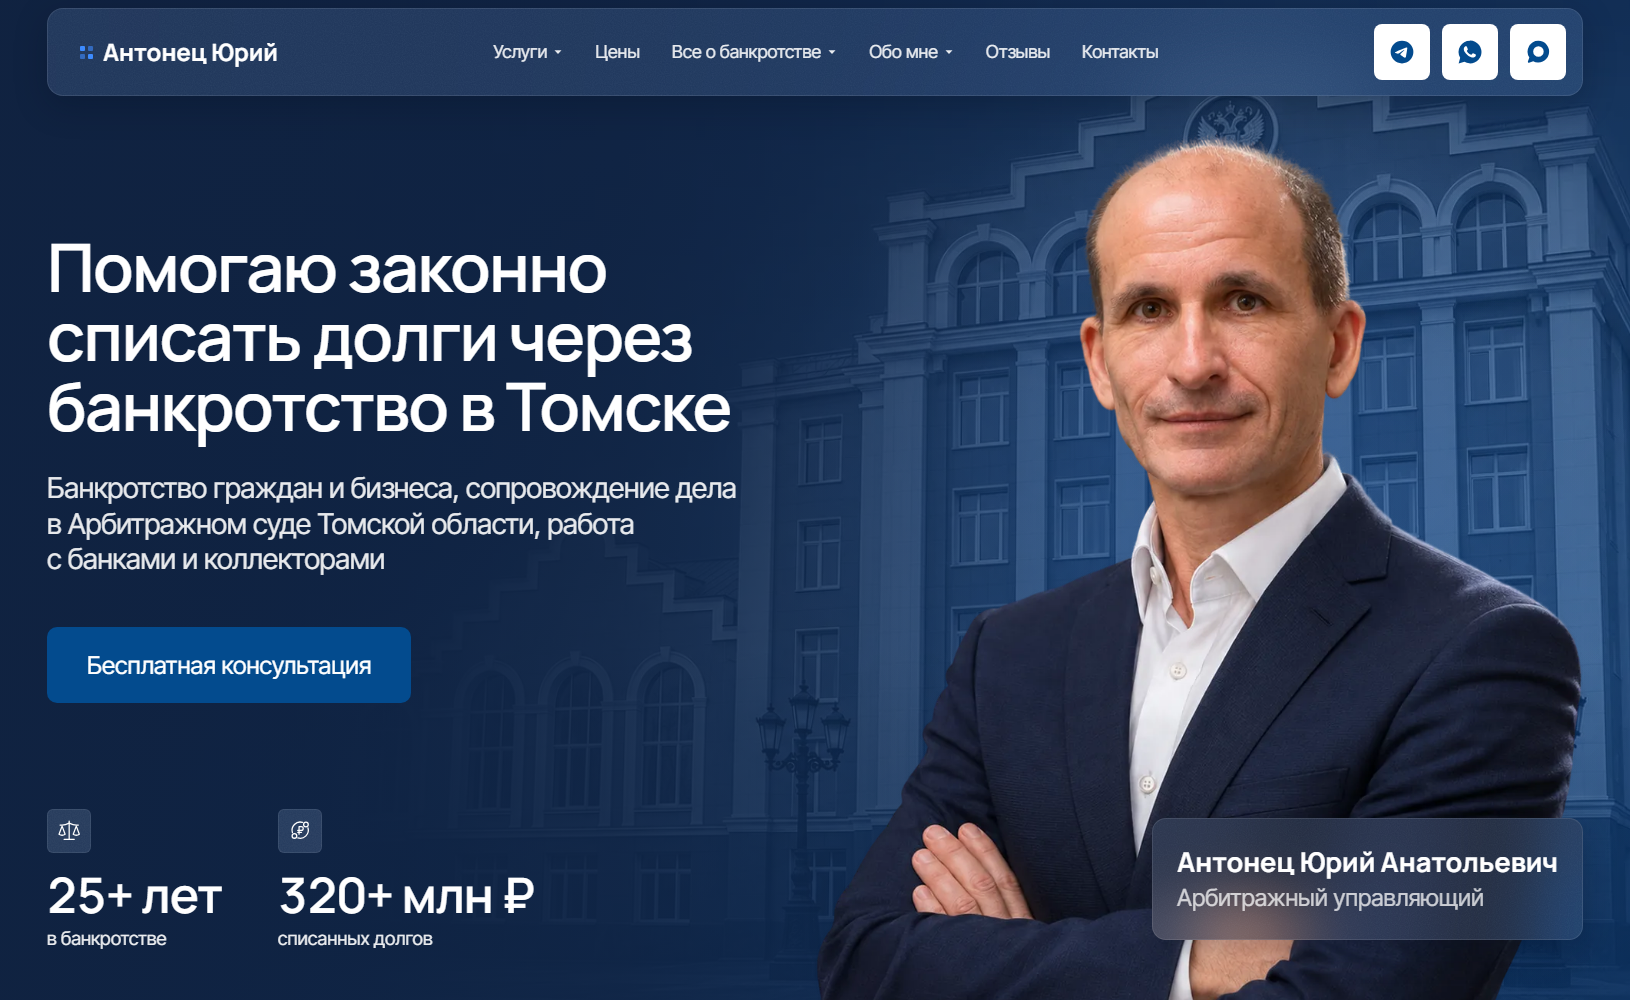 Антонец Юрий
Услуги
Цены
Все о банкротстве
Обо мне
Отзывы
Контакты
Помогаю законно
списать долги через
банкротство в Томске
Банкротство граждан и бизнеса, сопровождение дела
в Арбитражном суде Томской области, работа
с банками и коллекторами
Бесплатная консультация
25+ лет
в банкротстве
320+ млн ₽
списанных долгов
Антонец Юрий Анатольевич
Арбитражный управляющий